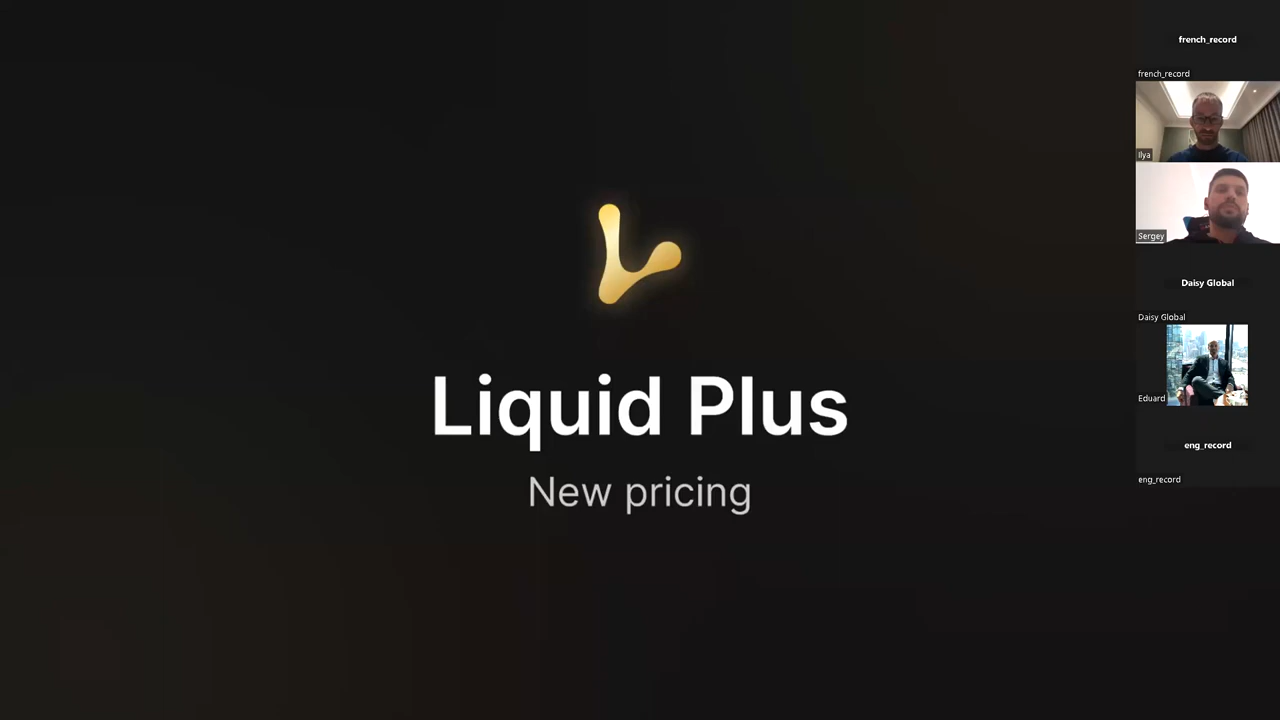 Liquid Plus
New pricing
french_record
french_record
Ilya
Sergey
Daisy Global
Daisy Global
Eduard
eng_record
eng_record